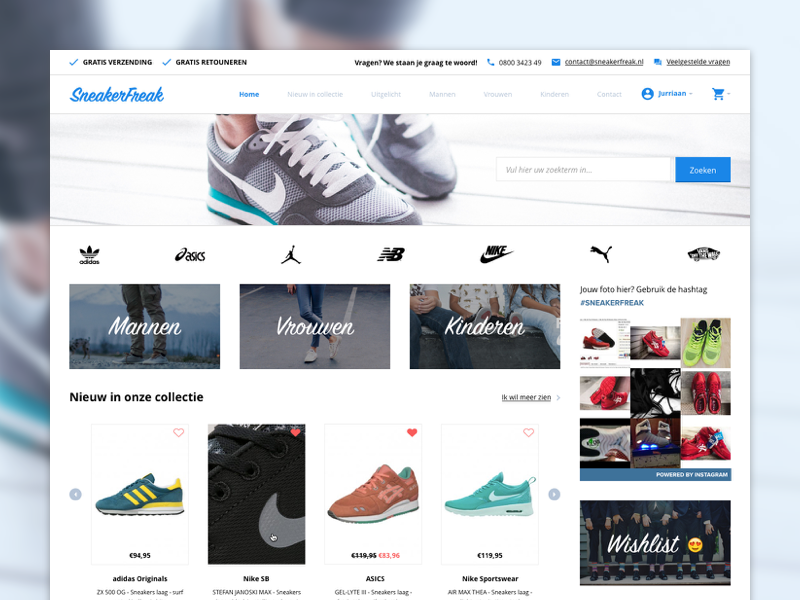 GRATIS VERZENDING
GRATIS RETOUNEREN
Vragen? We staan je graag te woord!
0800 3423 49
contact@sneakerfreak.nl
Veelgestelde vragen
SneakerFreak
Home
Nieuw in collectie
Uitgelicht
Mannen
Vrouwen
Kinderen
Contact
Jurriaan
Vul hier uw zoekterm in...
Zoeken
adidas
asics
NIKE
VANS
"OFF THE WALL"
Mannen
Vrouwen
Kinderen
Jouw foto hier? Gebruik de hashtag
#SNEAKERFREAK
POWERED BY INSTAGRAM
Nieuw in onze collectie
Ik wil meer zien
€94,95
€119,95 €83,96
€119,95
adidas Originals
Nike SB
ASICS
Nike Sportswear
ZX 500 OG - Sneakers laag - surf
STEFAN JANOSKI MAX - Sneakers
GEL-LYTE III - Sneakers laag -
AIR MAX THEA - Sneakers laag -
Wishlist 😍